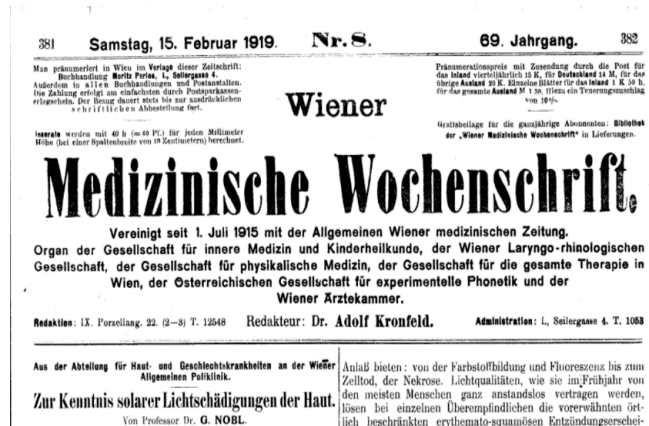 381 Samstag, 15. Februar 1919. Nr. 8. 69. Jahrgang. 382
Man pränumeriert in Wien im Verlage dieser Zeitschrift:
Buchhandlung Moritz Perles, I., Seilergasse 4.
Außerdem in allen Buchhandlungen und Postanstalten.
Die Zahlung erfolgt am einfachsten durch Postsparkassen-
erlagschein. Der Bezug dauert stets bis zur ausdrücklichen
schriftlichen Abbestellung fort.
Inserate werden mit 40 h (= 40 Pf.) für jeden Millimeter
Höhe (bei einer Spaltenbreite von 10 Zentimetern) berechnet.
Wiener
Pränumerationspreis mit Zusendung durch die Post für
das Inland vierteljährlich 15 K, für Deutschland 14 M, für das
übrige Ausland 20 K. Einzelne Blätter für das Inland 1 K 50 h,
für das gesamte Ausland M 1 50, Hiezu ein Teuerungszuschlag
von
Gratisbeilage für die ganzjährige Abonnenten: Bibliothek
der „Wiener Medizinische Wochenschrift" in Lieferungen.
Medizinische Wochenschrift.
Vereinigt seit 1. Juli 1915 mit der Allgemeinen Wiener medizinischen Zeitung.
Organ der Gesellschaft für innere Medizin und Kinderheilkunde, der Wiener Laryngo-rhinologischen
Gesellschaft, der Gesellschaft für physikalische Medizin, der Gesellschaft für die gesamte Therapie in
Wien, der Österreichischen Gesellschaft für experimentelle Phonetik und der
Wiener Ärztekammer.
Redaktion: IX. Porzellang. 22. (2—3) T. 12548 Redakteur: Dr. Adolf Kronfeld. Administration: I., Seilergasse 4. T. 1053
Aus der Abteilung für Haut- und Geschlechtskrankheiten an der Wiener
Allgemeinen Poliklinik.
Zur Kenntnis solarer Lichtschädigungen der Haut.
Von Professor Dr. G. NOBL.
Anlaß bieten: von der Farbstoffbildung und Fluoreszenz bis zum
Zelltod, der Nekrose. Lichtqualitäten, wie sie im Frühjahr von
den meisten Menschen ganz anstandslos vertragen werden,
lösen bei einzelnen Überempfindlichen die vorerwähnten ört-
lich beschränkten erythemato-squamösen Entzündungserschei-